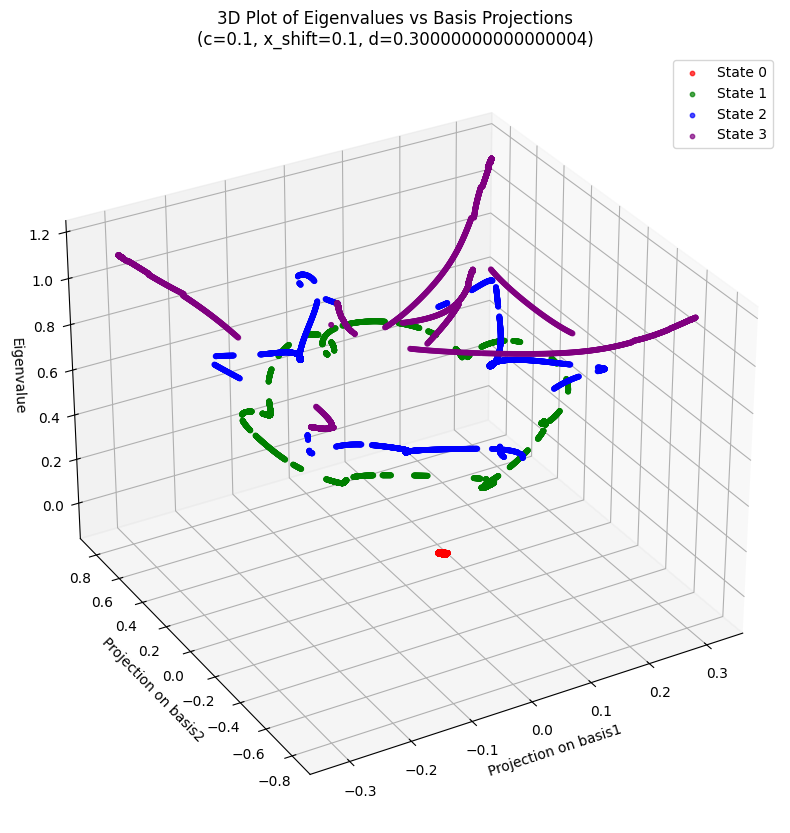 3D Plot of Eigenvalues vs Basis Projections
(c=0.1, x_shift=0.1, d=0.30000000000000004)
State 0
State 1
State 2
State 3
1.2
1.0
0.8
0.6
0.4
0.2
0.0
Eigenvalue
0.8
0.6
0.4
0.2
0.0
−0.2
−0.4
−0.6
−0.8
Projection on basis2
−0.3
−0.2
−0.1
0.0
0.1
0.2
0.3
Projection on basis1